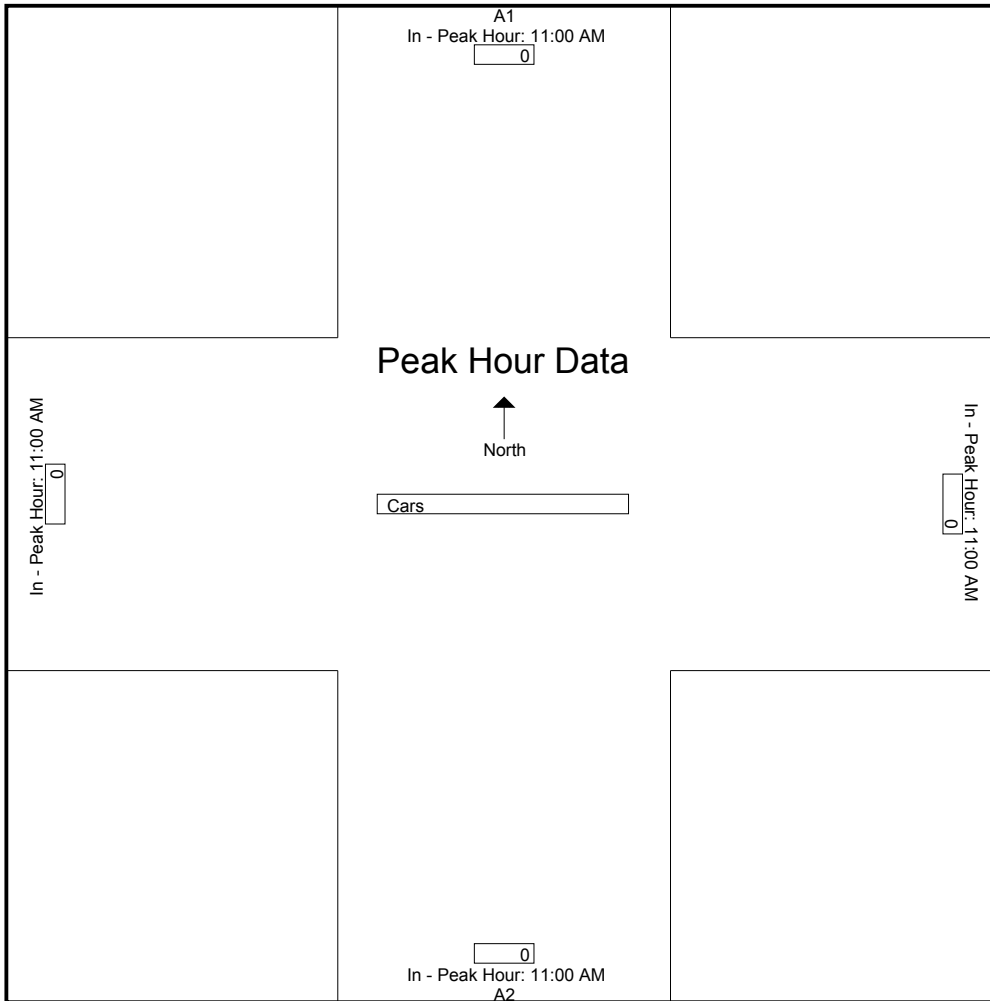 A1
In - Peak Hour: 11:00 AM
0
Peak Hour Data
North
In - Peak Hour: 11:00 AM
0
Cars
0
In - Peak Hour: 11:00 AM
0
In - Peak Hour: 11:00 AM
A2